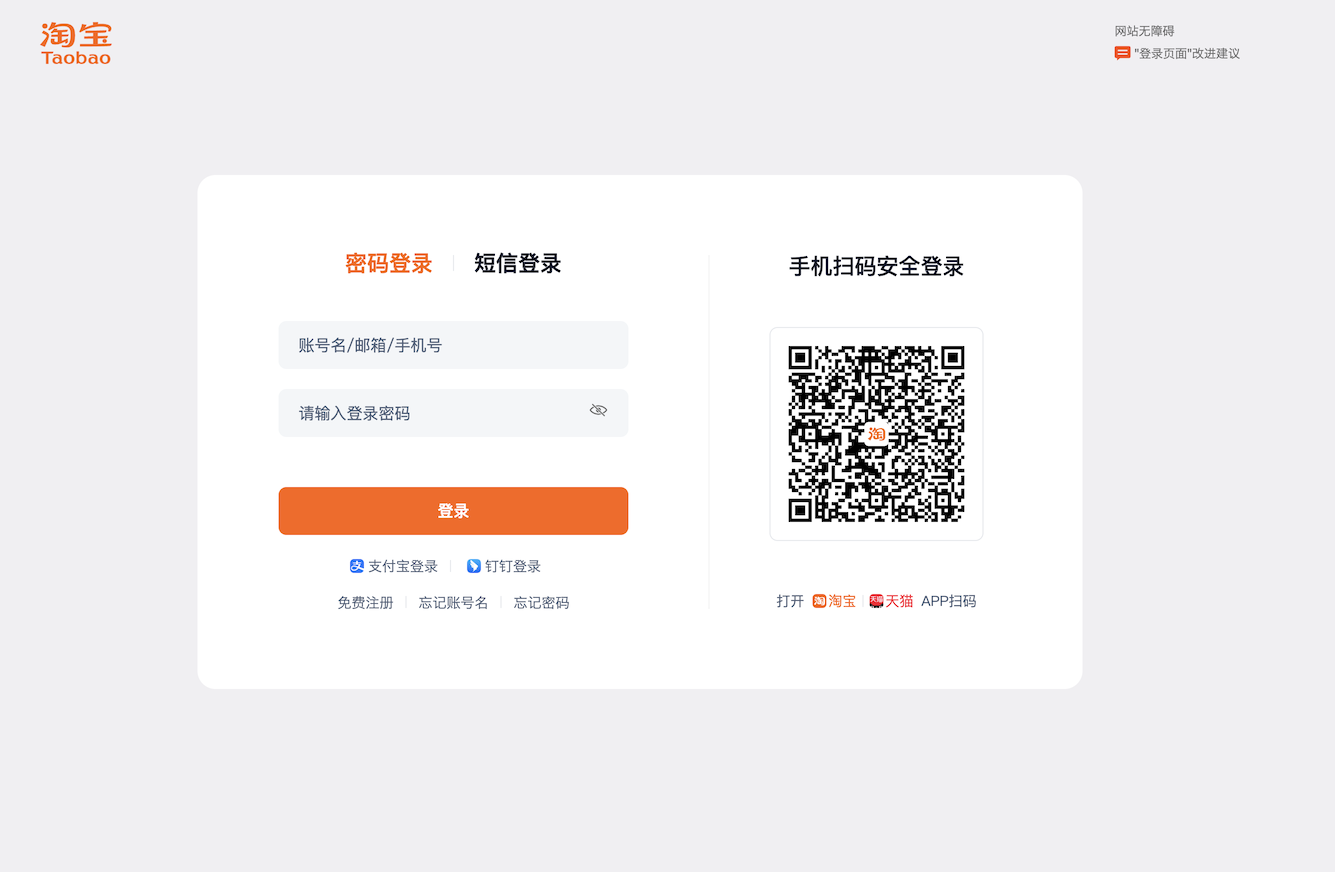 淘宝
Taobao
网站无障碍
"登录页面"改进建议
密码登录 短信登录
账号名/邮箱/手机号
请输入登录密码
登录
支付宝登录 钉钉登录
免费注册 忘记账号名 忘记密码
手机扫码安全登录
淘
打开 淘 淘宝 天猫 天猫 APP扫码